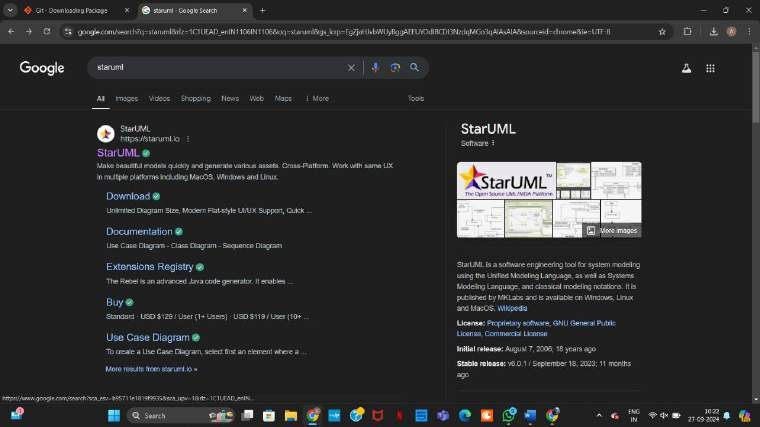 Git - Downloading Package
staruml - Google Search
google.com/search?q=staruml&rlz=1C1UEAD_enIN1106IN1106&oq=staruml&gs_lcrp=
&sourceid=chrome&ie=UTF-8
Google
staruml
All Images Videos Shopping News Web Maps More Tools
StarUML
https://staruml.io
StarUML
Make beautiful models quickly and generate various assets. Cross-Platform. Work with same UX
in multiple platforms including MacOS, Windows and Linux.
Download
Unlimited Diagram Size, Modern Flat-style UI/UX Support, Quick ...
Documentation
Use Case Diagram - Class Diagram - Sequence Diagram
Extensions Registry
The Rebel is an advanced Java code generator. It enables ...
Buy
Standard · USD $129 / User (1+ Users) · USD $119 / User (10+ ...
Use Case Diagram
To create a Use Case Diagram, select first an element where a ...
More results from staruml.io »
StarUML
Software
StarUML™
The Open Source UML/MDA Platform
More images
StarUML is a software engineering tool for system modeling
using the Unified Modeling Language, as well as Systems
Modeling Language, and classical modeling notations. It is
published by MKLabs and is available on Windows, Linux
and MacOS. Wikipedia
License: Proprietary software, GNU General Public
License, Commercial License
Initial release: August 7, 2006; 18 years ago
Stable release: v6.0.1 / September 18, 2023; 11 months
ago
Search
ENG
IN
10:22
27-09-2024